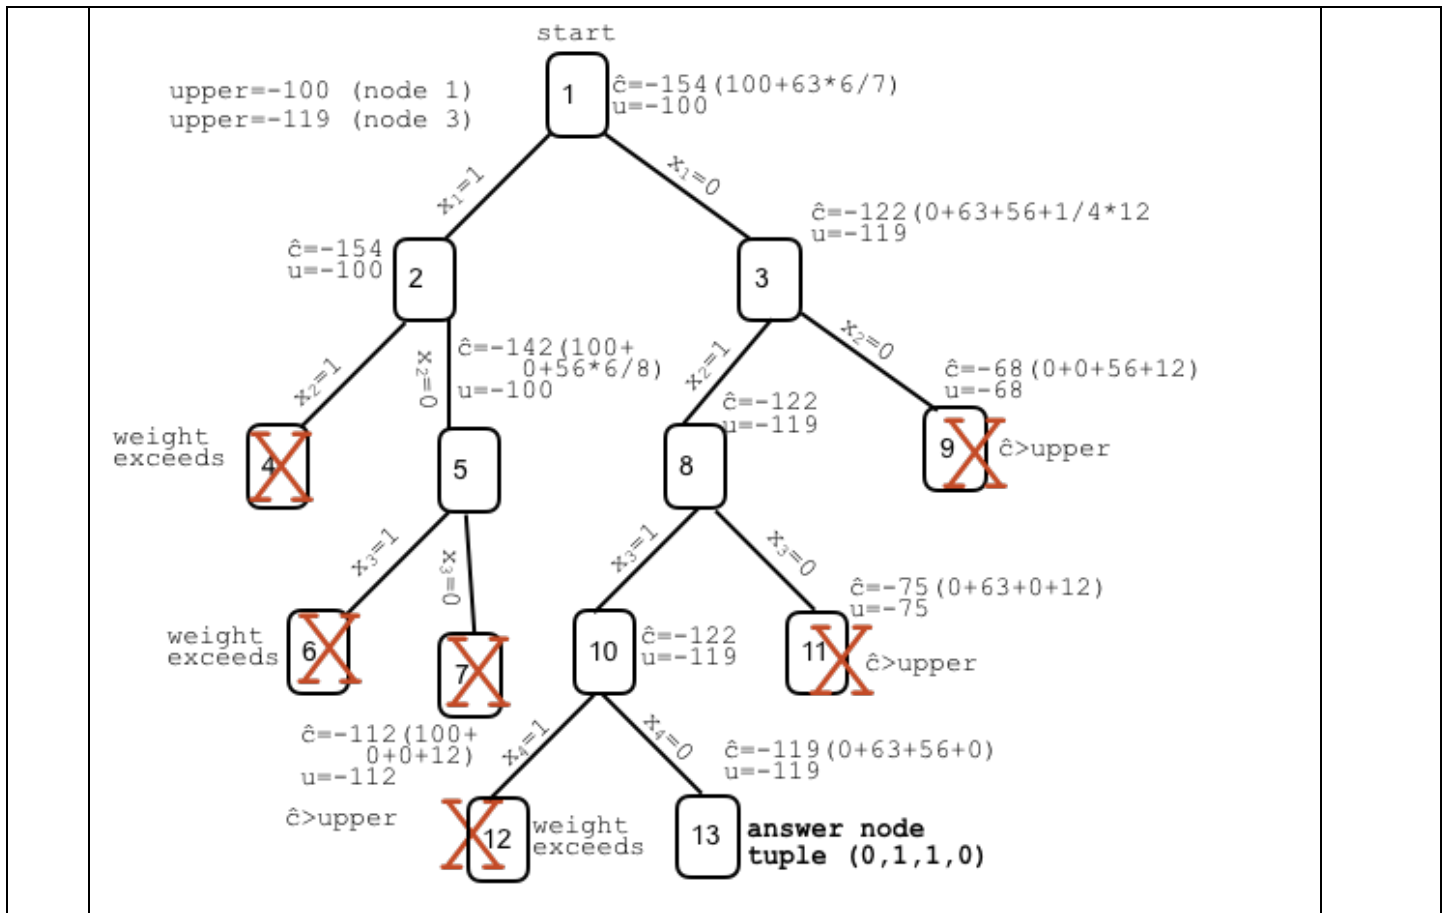 start
upper=-100 (node 1)
upper=-119 (node 3)
1
ĉ=-154(100+63*6/7)
u=-100
x₁=1
x₁=0
ĉ=-154
u=-100
2
3
ĉ=-122(0+63+56+1/4*12
u=-119
x₂=1
x₂=0
ĉ=-142(100+
0+56*6/8)
u=-100
x₂=1
x₂=0
ĉ=-68(0+0+56+12)
u=-68
weight
exceeds
4
5
ĉ=-122
u=-119
8
9
ĉ>upper
x₃=1
x₃=0
x₃=1
x₃=0
ĉ=-75(0+63+0+12)
u=-75
weight
exceeds
6
7
10
ĉ=-122
u=-119
11
ĉ>upper
ĉ=-112(100+
0+0+12)
u=-112
ĉ>upper
x₄=1
x₄=0
ĉ=-119(0+63+56+0)
u=-119
12
weight
exceeds
13
answer node
tuple (0,1,1,0)